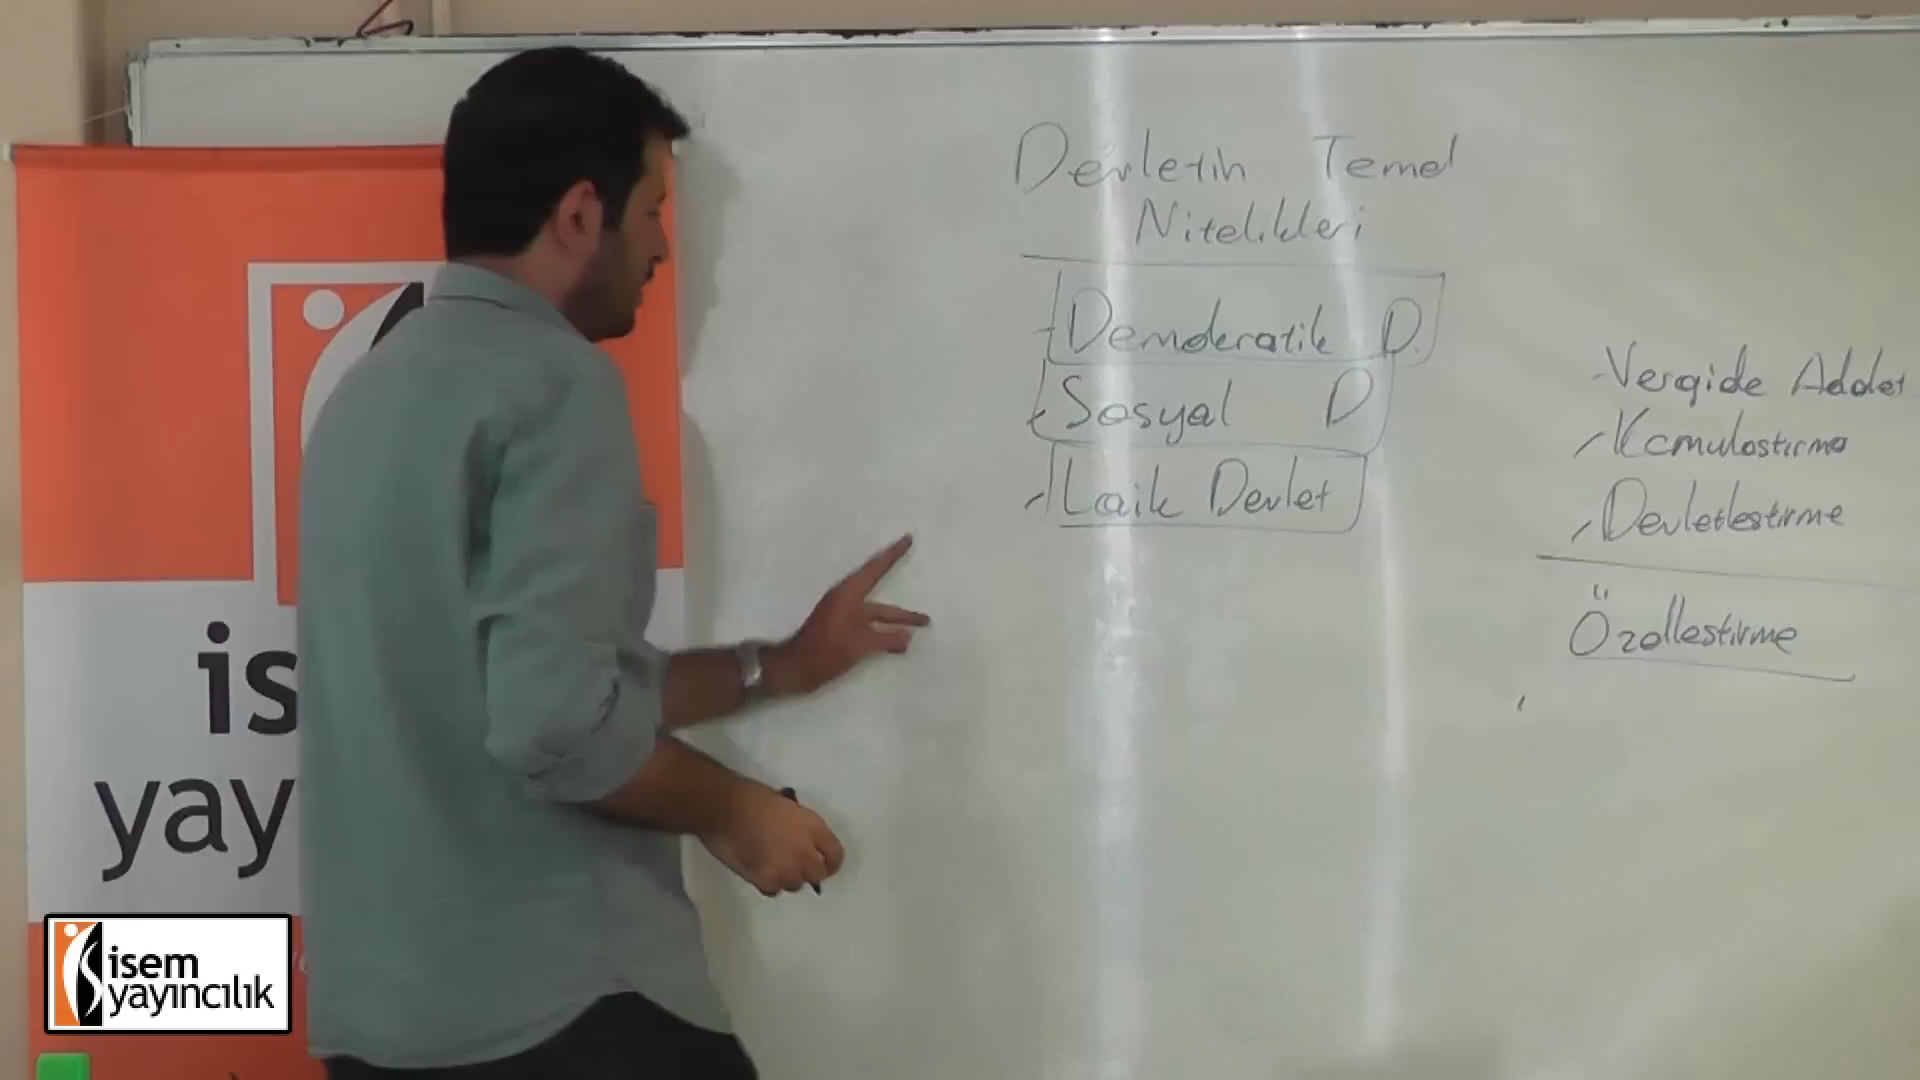 Devletin Temel
Nitelikleri
- Demokratik D.
- Sosyal D
- Laik Devlet
- Vergide Adalet
- Kamulaştırma
- Devletleştirme
Özelleştirme
is
yay
isem
yayıncılık